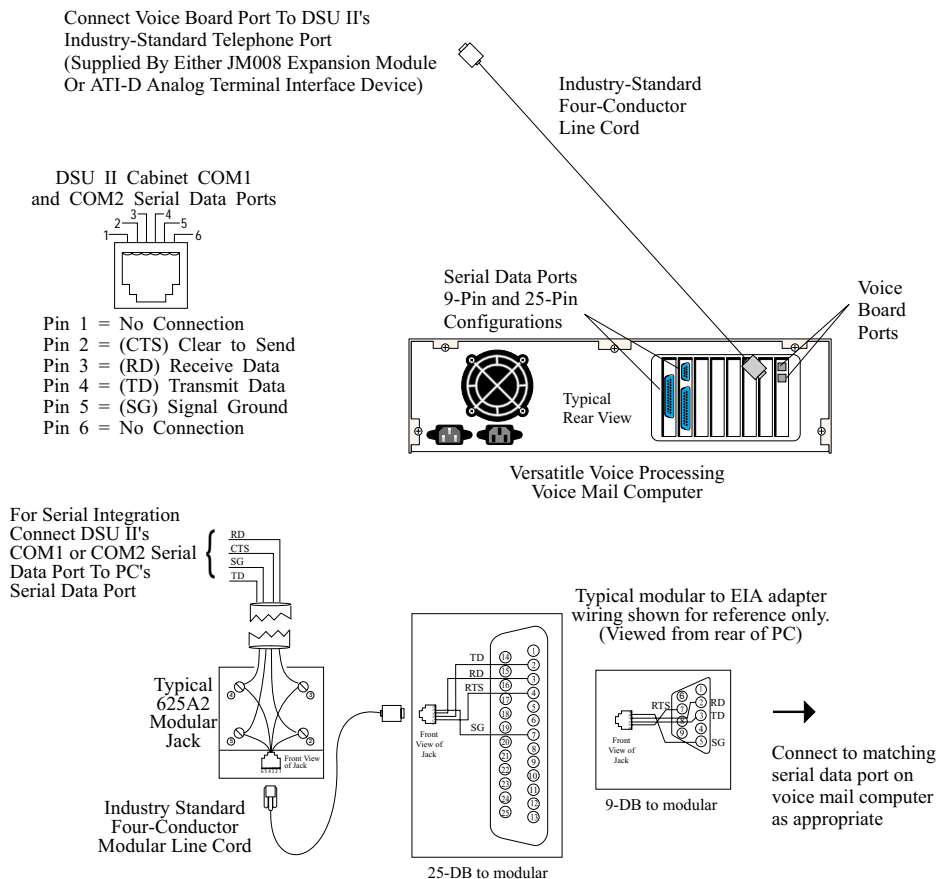 Connect Voice Board Port To DSU II's
Industry-Standard Telephone Port
(Supplied By Either JM008 Expansion Module
Or ATI-D Analog Terminal Interface Device)
Industry-Standard
Four-Conductor
Line Cord
DSU II Cabinet COM1
and COM2 Serial Data Ports
3 4
2 5
1 6
Pin 1 = No Connection
Pin 2 = (CTS) Clear to Send
Pin 3 = (RD) Receive Data
Pin 4 = (TD) Transmit Data
Pin 5 = (SG) Signal Ground
Pin 6 = No Connection
Serial Data Ports
9-Pin and 25-Pin
Configurations
Voice
Board
Ports
Typical
Rear View
Versatitle Voice Processing
Voice Mail Computer
For Serial Integration
Connect DSU II's
COM1 or COM2 Serial
Data Port To PC's
Serial Data Port
RD
CTS
SG
TD
Typical
625A2
Modular
Jack
4 3
5 2
Front View
of Jack
6 5 4 3 2 1
Industry Standard
Four-Conductor
Modular Line Cord
Typical modular to EIA adapter
wiring shown for reference only.
(Viewed from rear of PC)
TD
RD
RTS
SG
Front
View of
Jack
14
15
16
17
18
19
20
21
22
23
24
25
1
2
3
4
5
6
7
8
9
10
11
12
13
25-DB to modular
RTS
RD
TD
SG
6
7
8
9
1
2
3
4
5
Front
View of
Jack
9-DB to modular
Connect to matching
serial data port on
voice mail computer
as appropriate